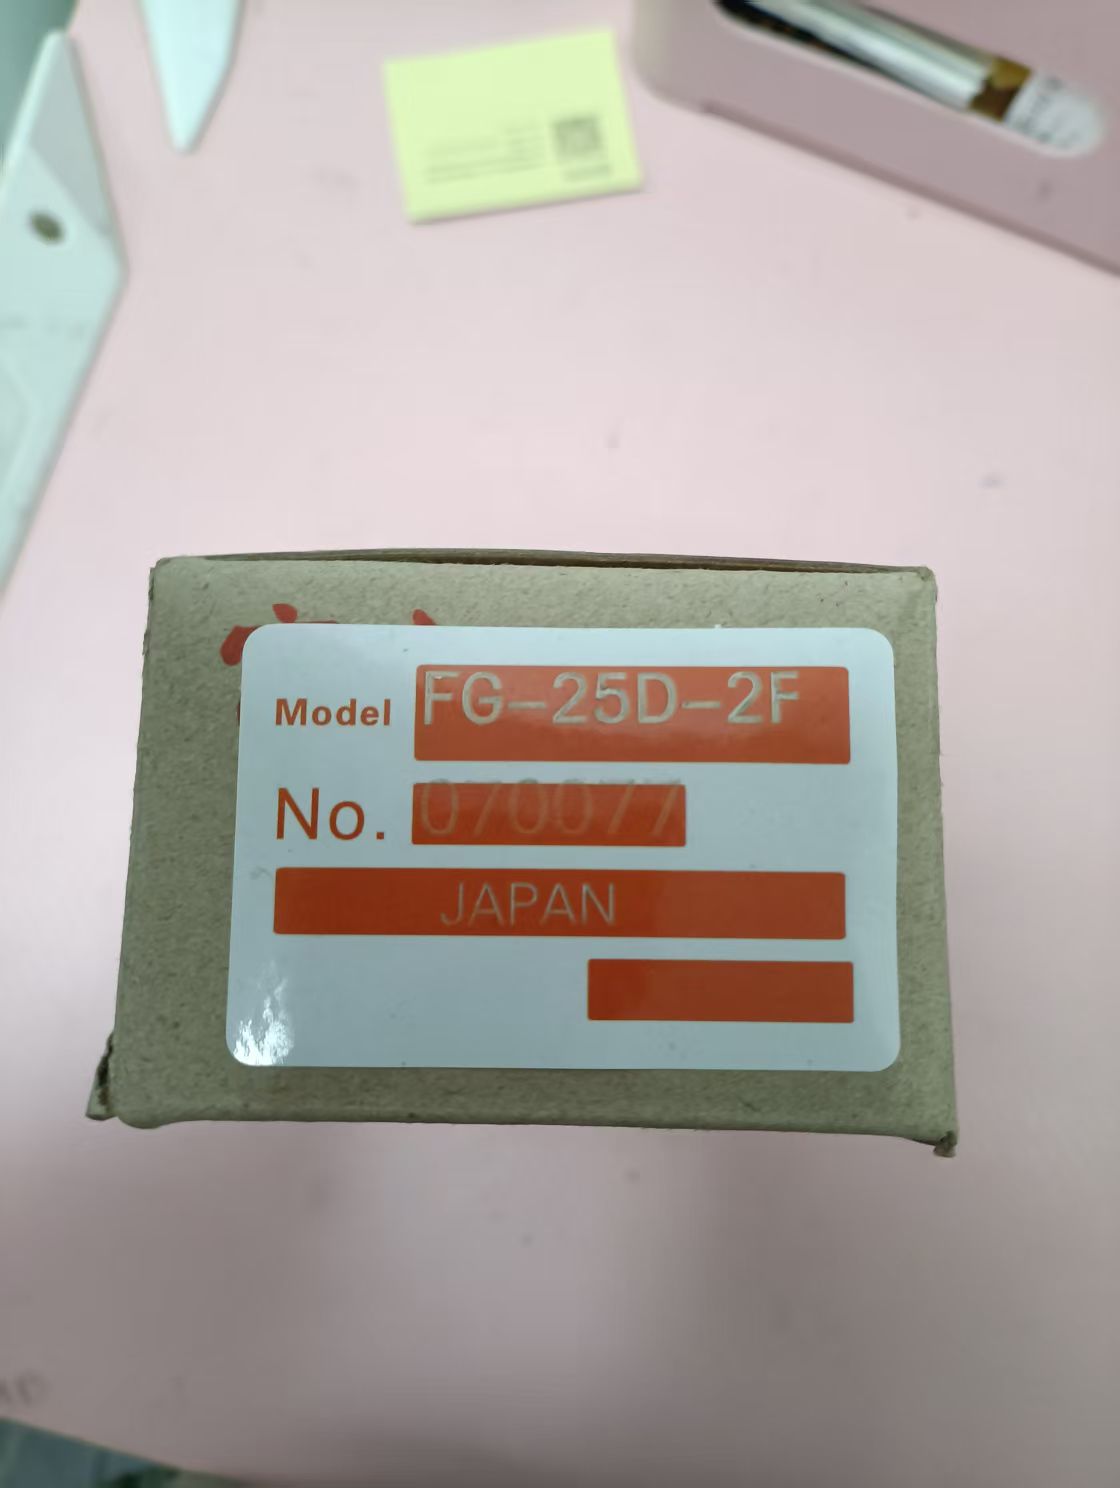 Model FG-25D-2F
No. 070077
JAPAN